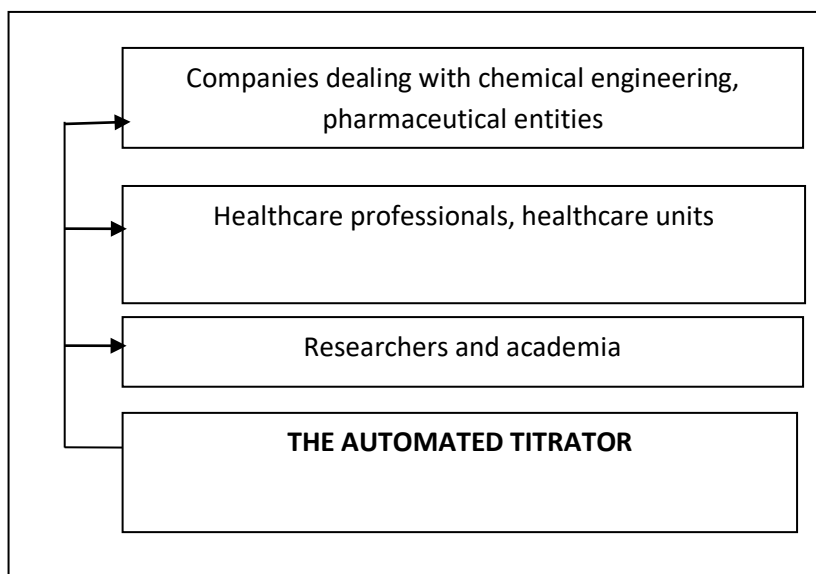 Companies dealing with chemical engineering,
pharmaceutical entities
Healthcare professionals, healthcare units
Researchers and academia
THE AUTOMATED TITRATOR